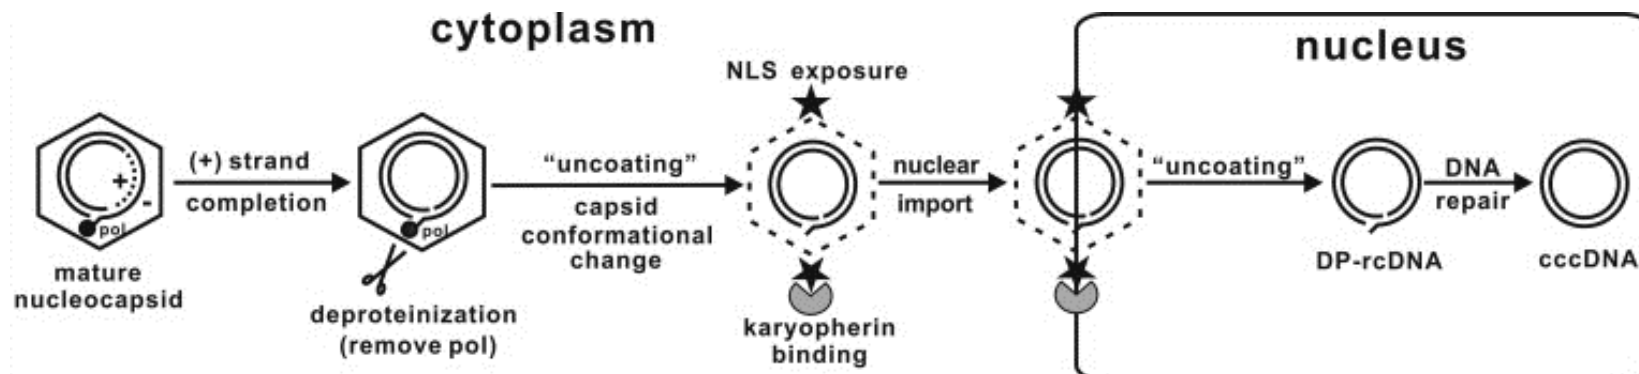 cytoplasm
nucleus
NLS exposure
(+) strand
completion
"uncoating"
capsid
conformational
change
nuclear
import
"uncoating"
DNA
repair
+
-
pol
pol
mature
nucleocapsid
deproteinization
(remove pol)
karyopherin
binding
DP-rcDNA
cccDNA